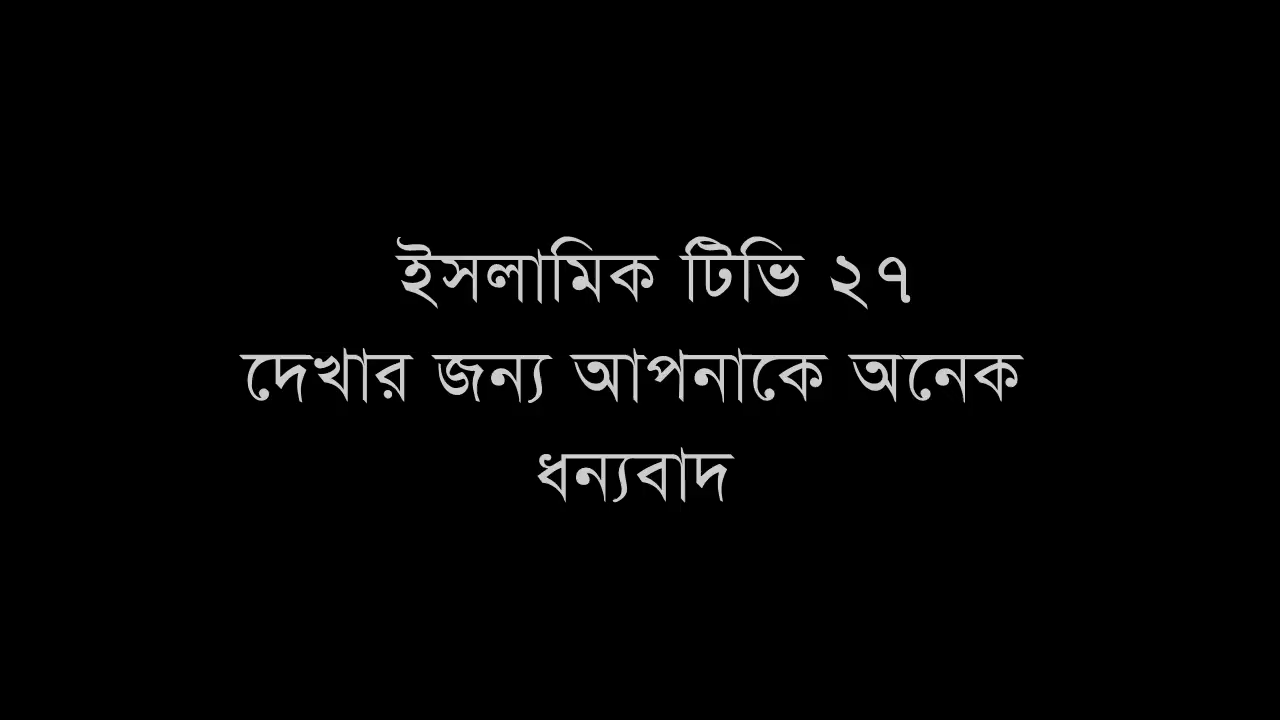 ইসলামিক টিভি ২৭
দেখার জন্য আপনাকে অনেক
ধন্যবাদ